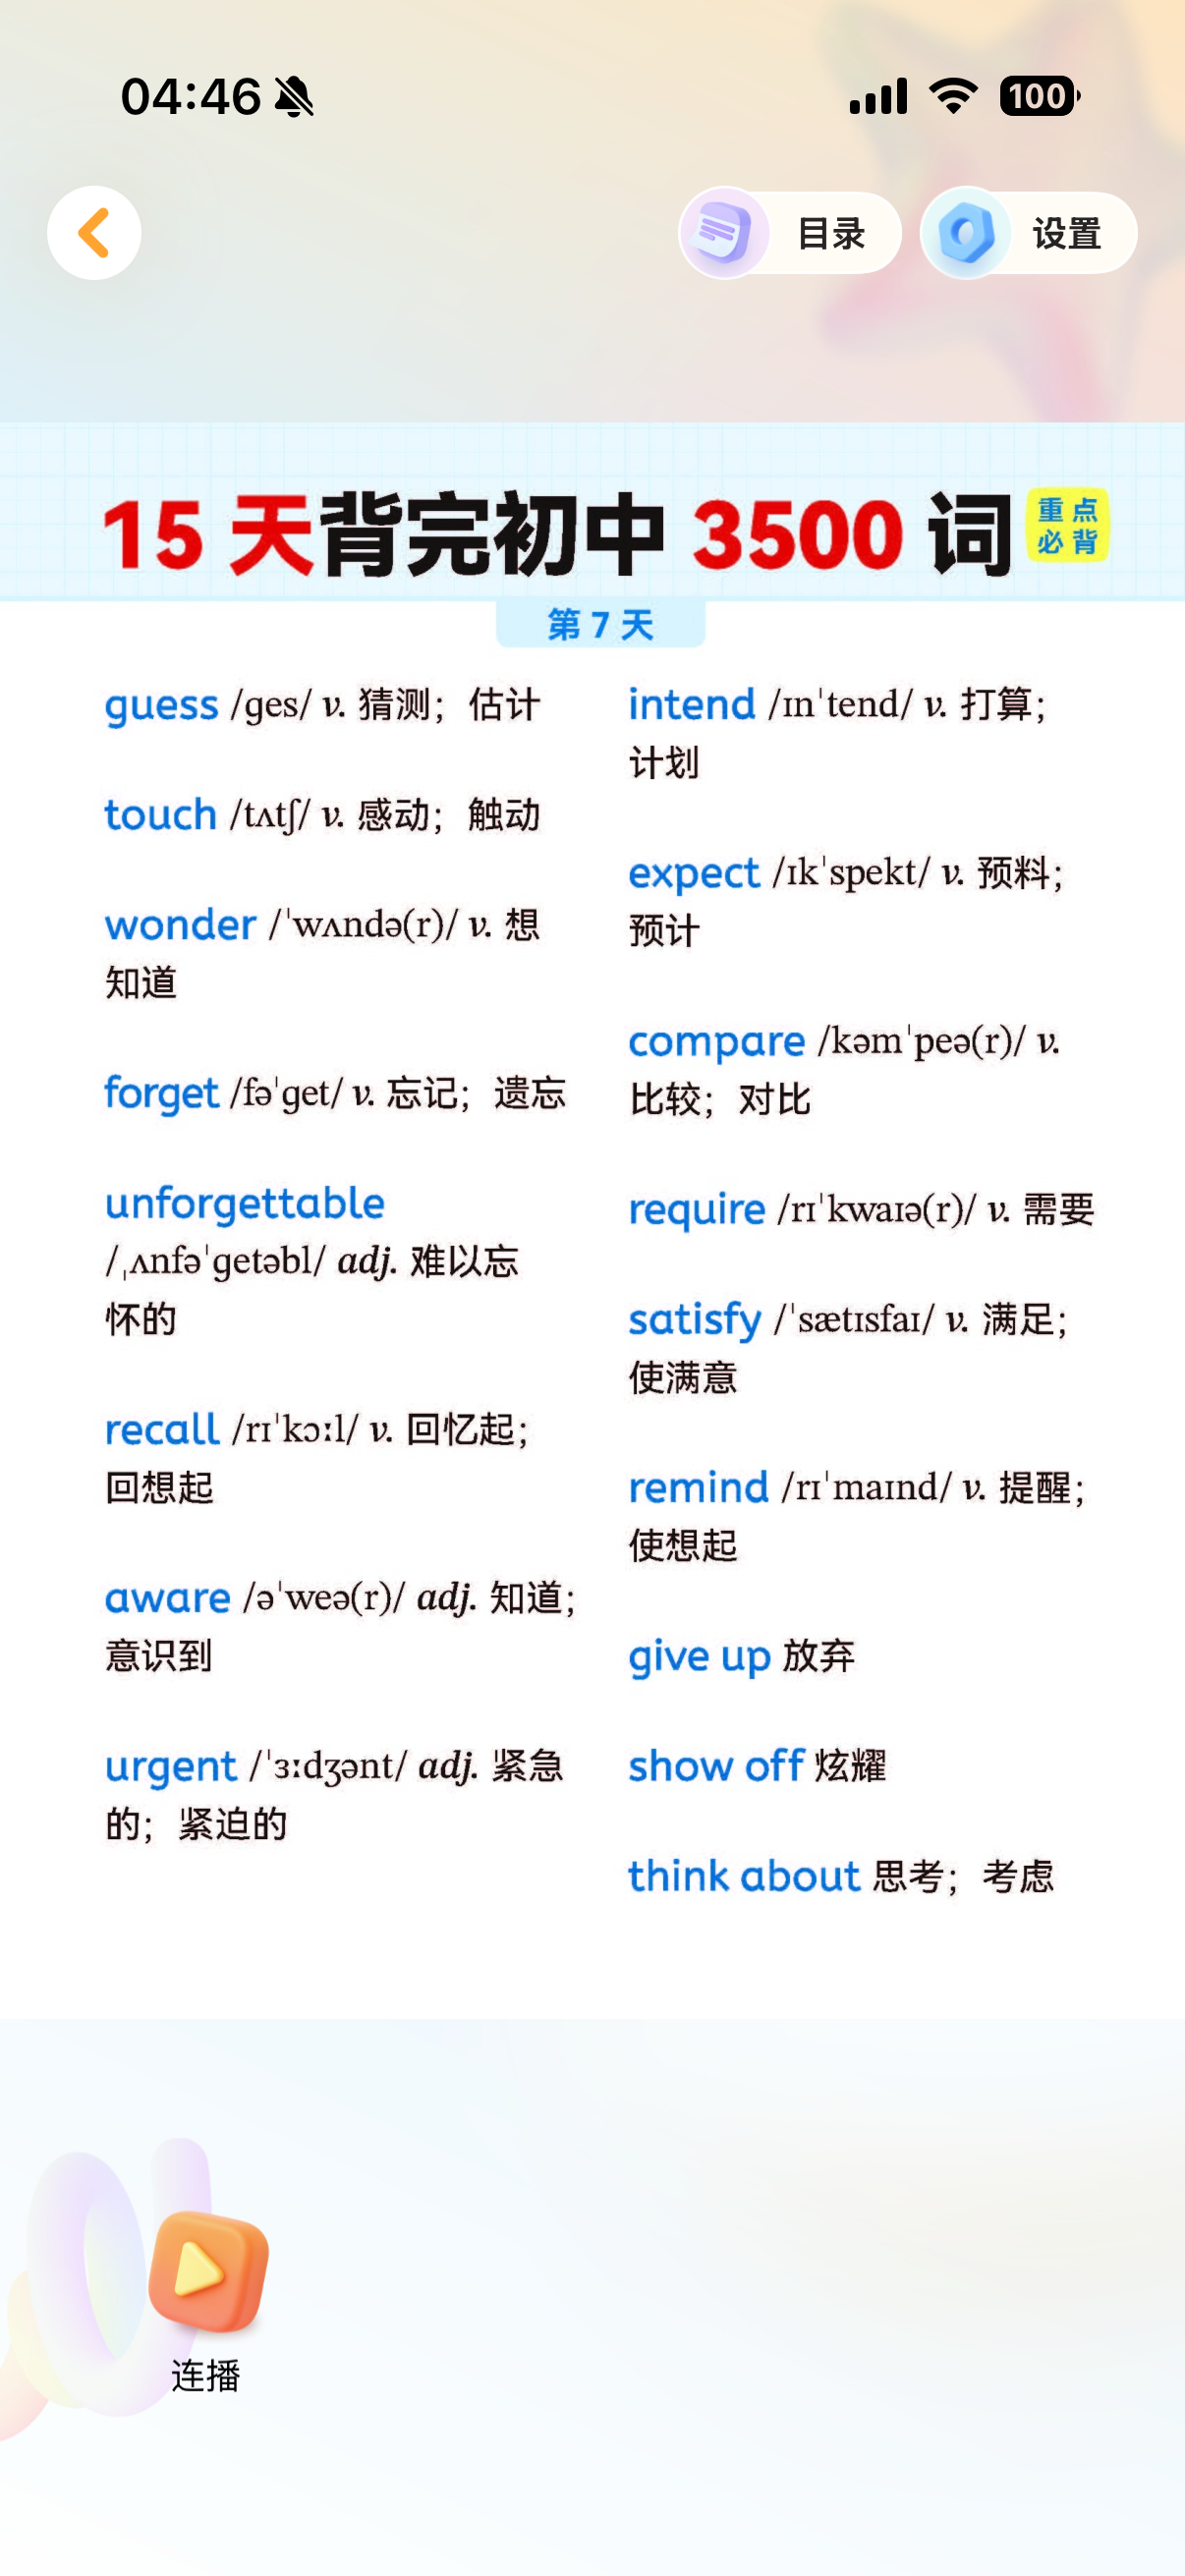 04:46
100
目录
设置
15 天背完初中 3500 词
重点
必背
第 7 天
guess /ɡes/ v. 猜测；估计
touch /tʌtʃ/ v. 感动；触动
wonder /ˈwʌndə(r)/ v. 想
知道
forget /fəˈɡet/ v. 忘记；遗忘
unforgettable
/ˌʌnfəˈɡetəbl/ adj. 难以忘
怀的
recall /rɪˈkɔːl/ v. 回忆起；
回想起
aware /əˈweə(r)/ adj. 知道；
意识到
urgent /ˈɜːdʒənt/ adj. 紧急
的；紧迫的
intend /ɪnˈtend/ v. 打算；
计划
expect /ɪkˈspekt/ v. 预料；
预计
compare /kəmˈpeə(r)/ v.
比较；对比
require /rɪˈkwaɪə(r)/ v. 需要
satisfy /ˈsætɪsfaɪ/ v. 满足；
使满意
remind /rɪˈmaɪnd/ v. 提醒；
使想起
give up 放弃
show off 炫耀
think about 思考；考虑
连播